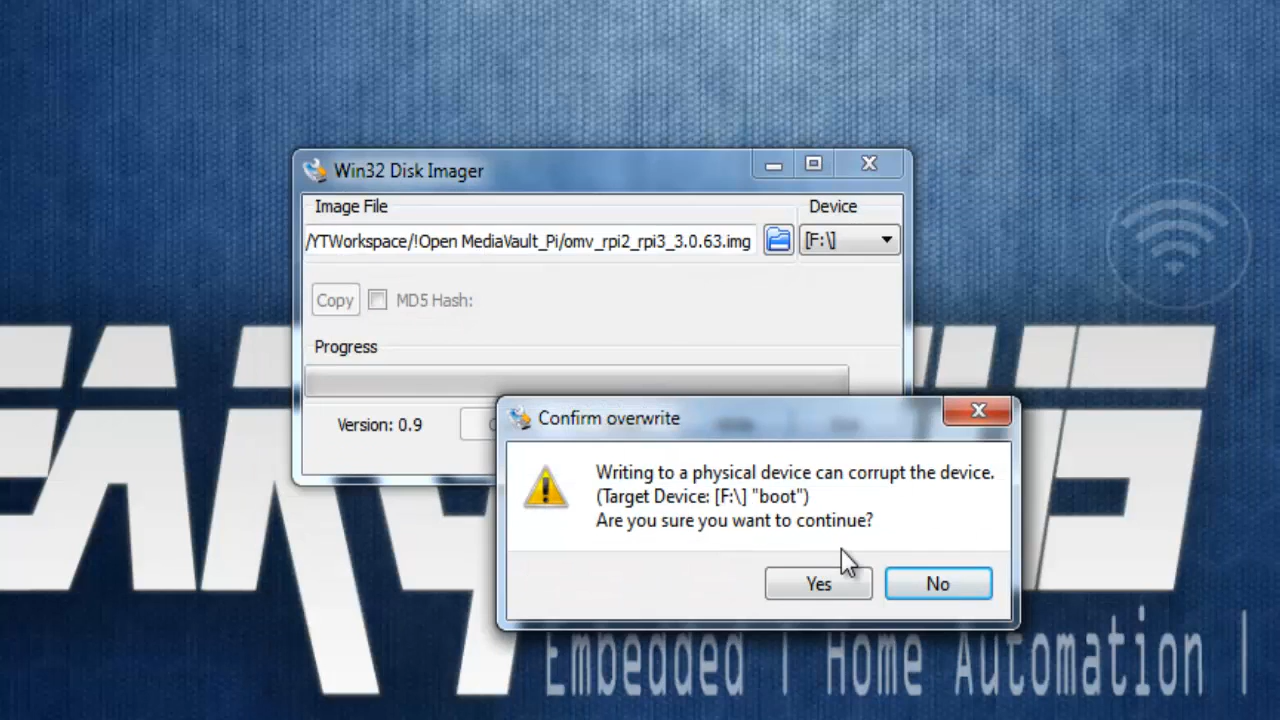 Win32 Disk Imager
Image File
Device
/YTWorkspace/!Open MediaVault_Pi/omv_rpi2_rpi3_3.0.63.img
[F:\]
Copy
MD5 Hash:
Progress
Version: 0.9
Confirm overwrite
Writing to a physical device can corrupt the device.
(Target Device: [F:\] "boot")
Are you sure you want to continue?
Yes
No
Embedded | Home Automation |